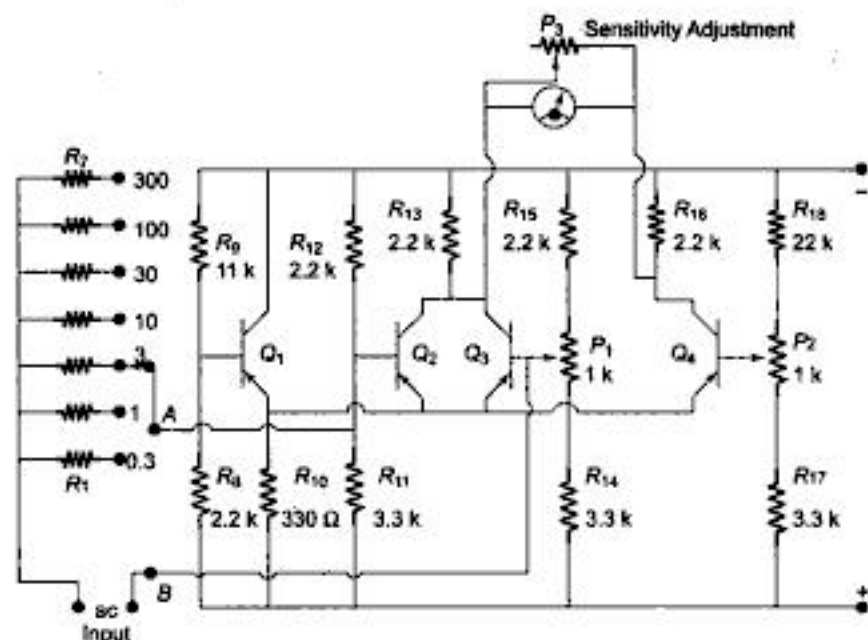 P3 Sensitivity Adjustment
R7
300
100
30
10
3
1
0.3
R1
A
B
ac
Input
R9
11 k
R12
2.2 k
R13
2.2 k
R15
2.2 k
R16
2.2 k
R18
22 k
Q1
Q2
Q3
P1
1 k
Q4
P2
1 k
R8
2.2 k
R10
330 Ω
R11
3.3 k
R14
3.3 k
R17
3.3 k
−
+